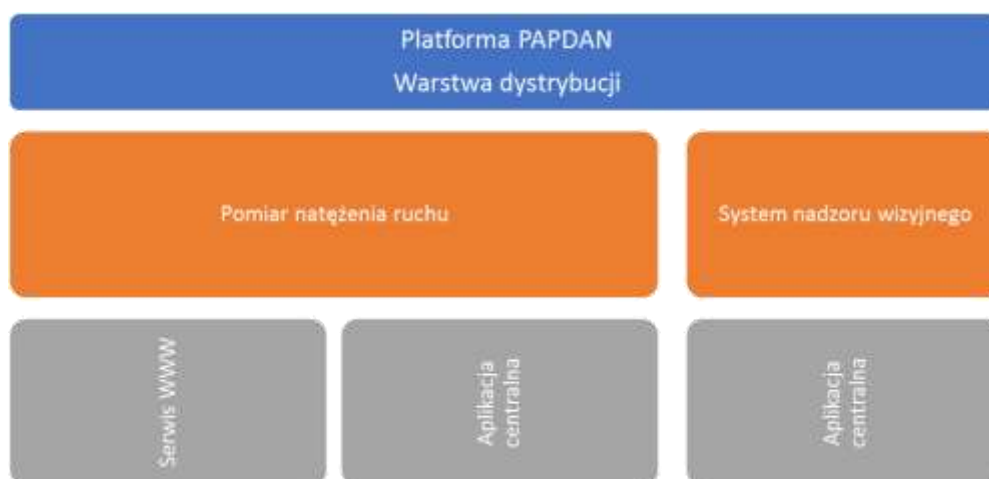 Platforma PAPDAN
Warstwa dystrybucji
Pomiar natężenia ruchu
System nadzoru wizyjnego
Serwis WWW
Aplikacja
centralna
Aplikacja
centralna